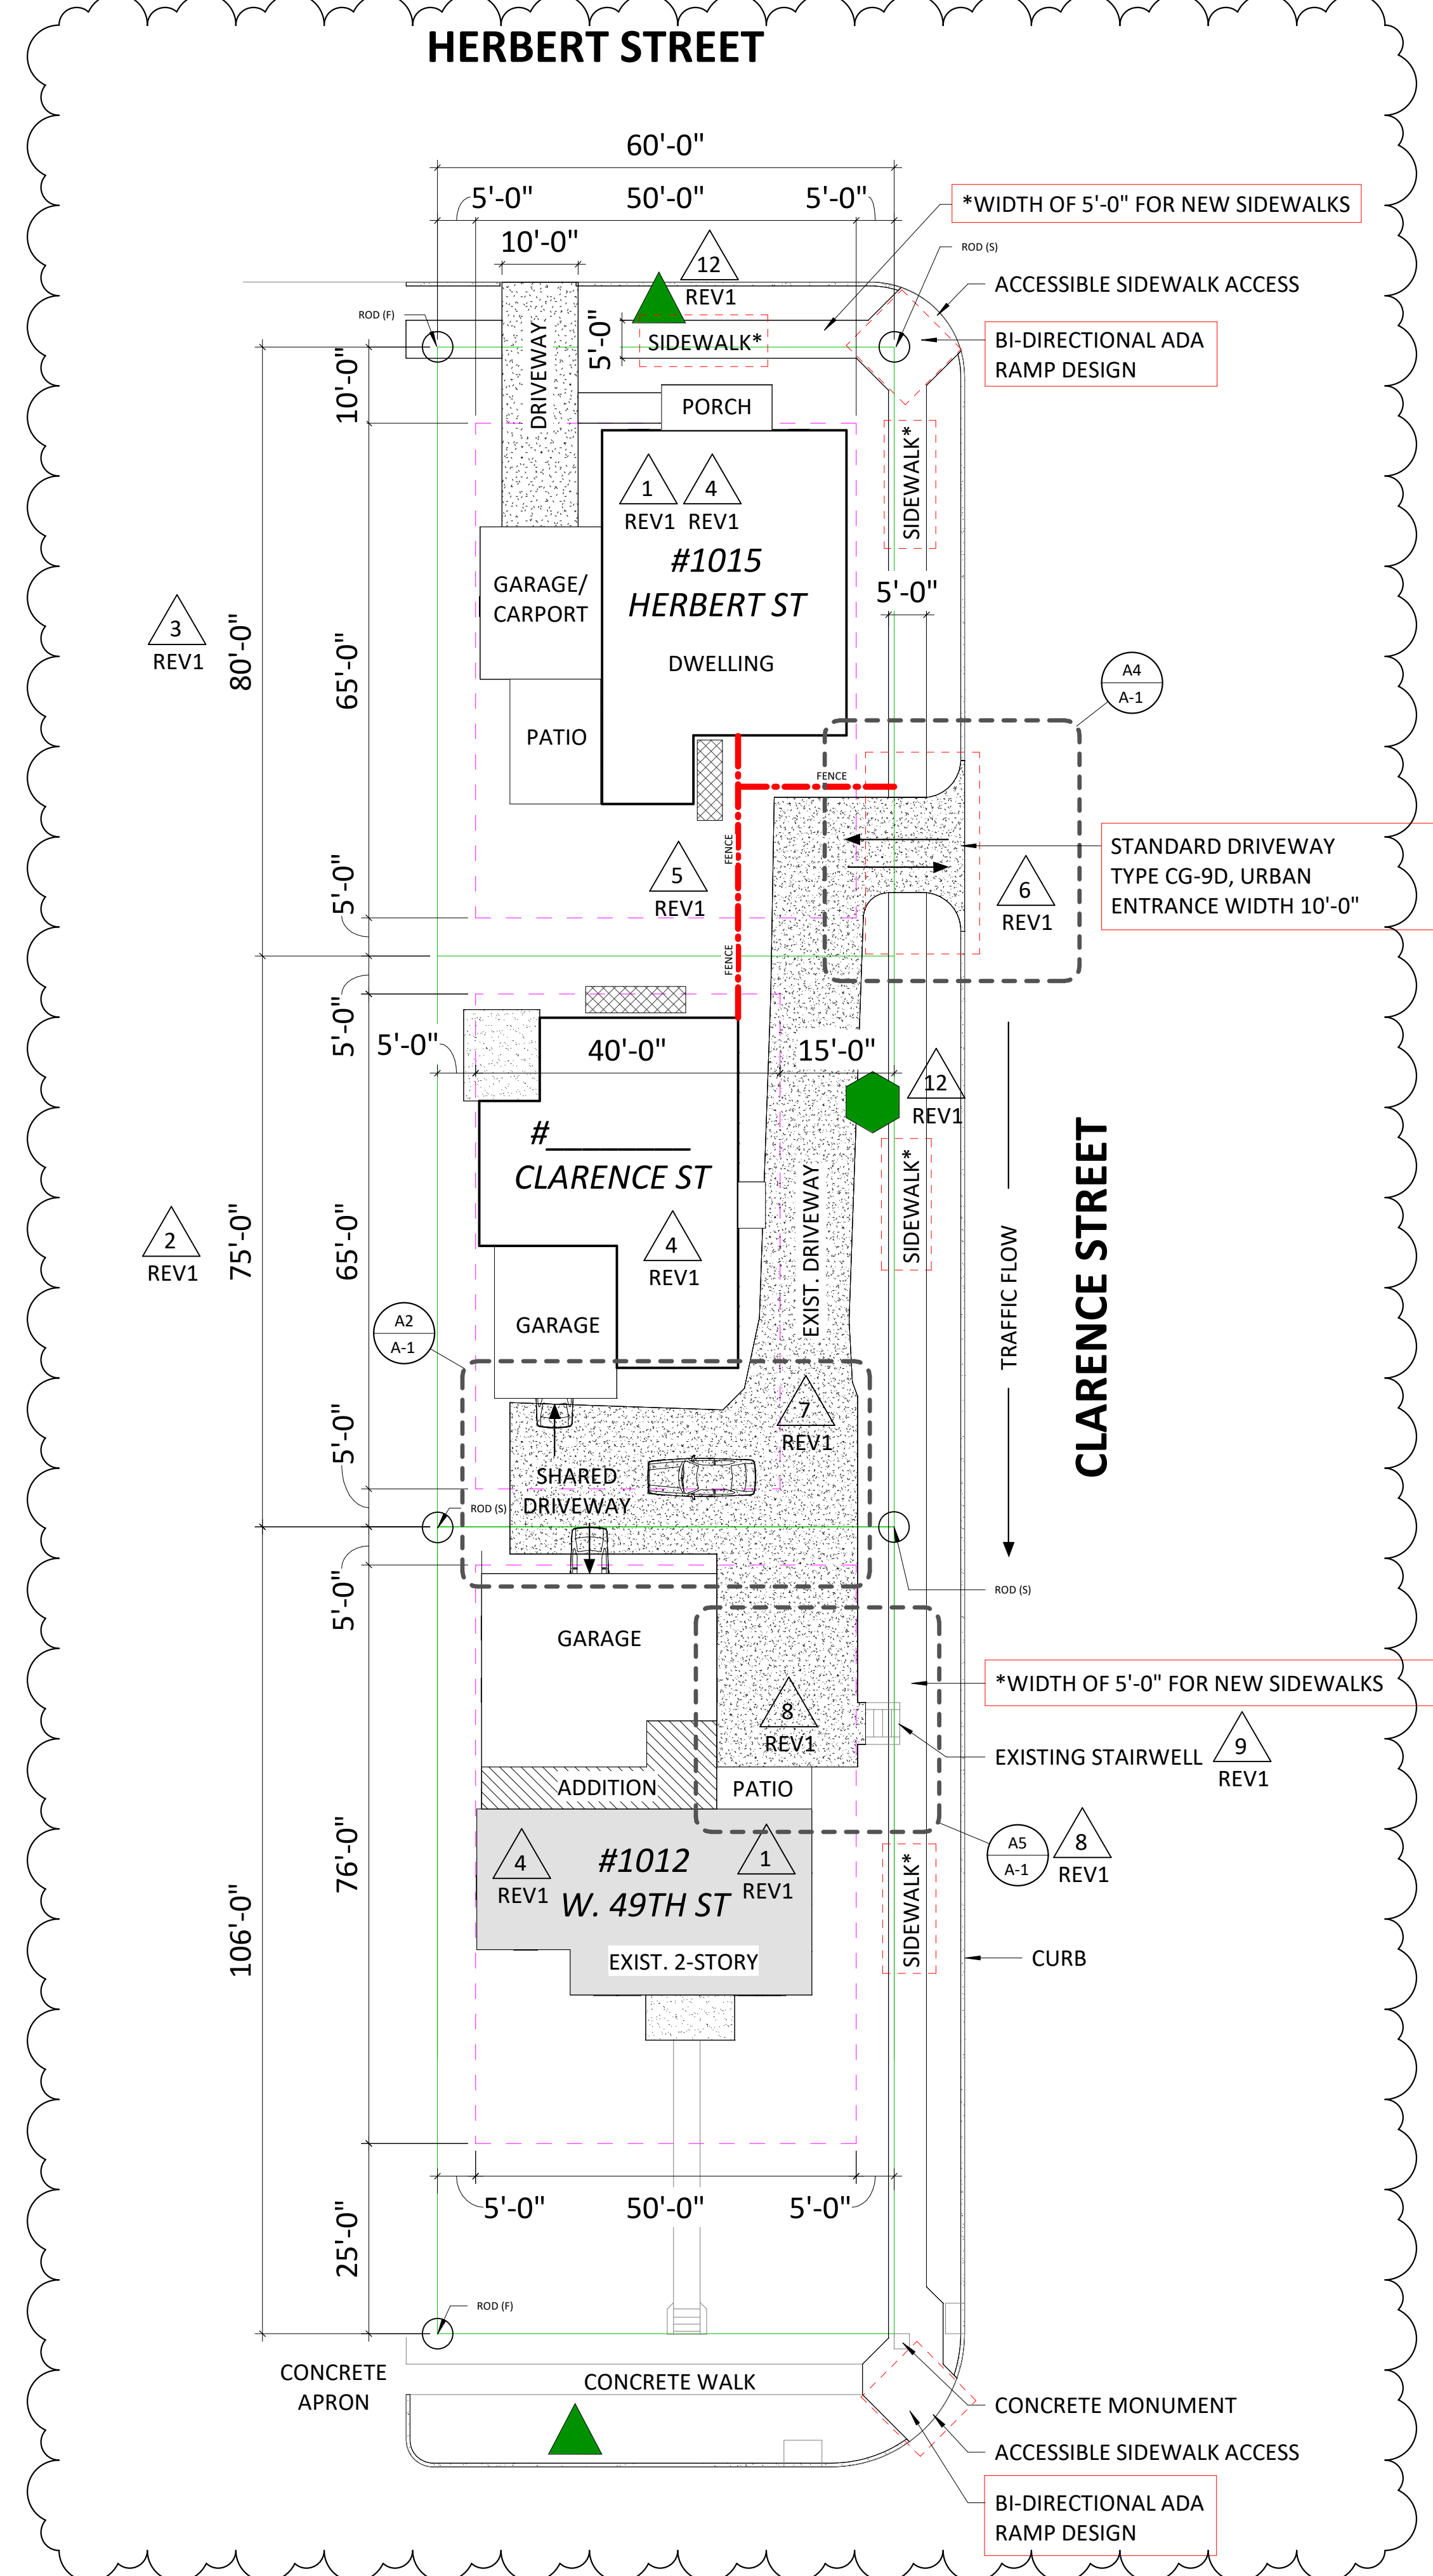 HERBERT STREET
60'-0"
5'-0"
50'-0"
5'-0"
*WIDTH OF 5'-0" FOR NEW SIDEWALKS
10'-0"
12
REV1
ROD (S)
ACCESSIBLE SIDEWALK ACCESS
ROD (F)
5'-0"
SIDEWALK*
BI-DIRECTIONAL ADA
RAMP DESIGN
10'-0"
DRIVEWAY
PORCH
SIDEWALK*
1
REV1
4
REV1
#1015
HERBERT ST
DWELLING
GARAGE/
CARPORT
5'-0"
3
REV1
80'-0"
65'-0"
A4
A-1
PATIO
FENCE
FENCE
STANDARD DRIVEWAY
TYPE CG-9D, URBAN
ENTRANCE WIDTH 10'-0"
5
REV1
6
REV1
5'-0"
FENCE
5'-0"
5'-0"
40'-0"
15'-0"
12
REV1
#__________
CLARENCE ST
SIDEWALK*
EXIST. DRIVEWAY
CLARENCE STREET
TRAFFIC FLOW
2
REV1
75'-0"
65'-0"
4
REV1
GARAGE
A2
A-1
7
REV1
5'-0"
SHARED
DRIVEWAY
ROD (S)
ROD (S)
5'-0"
GARAGE
*WIDTH OF 5'-0" FOR NEW SIDEWALKS
8
REV1
EXISTING STAIRWELL
9
REV1
ADDITION
PATIO
A5
A-1
8
REV1
4
REV1
#1012
W. 49TH ST
1
REV1
EXIST. 2-STORY
SIDEWALK*
106'-0"
76'-0"
CURB
5'-0"
50'-0"
5'-0"
25'-0"
ROD (F)
CONCRETE
APRON
CONCRETE WALK
CONCRETE MONUMENT
ACCESSIBLE SIDEWALK ACCESS
BI-DIRECTIONAL ADA
RAMP DESIGN